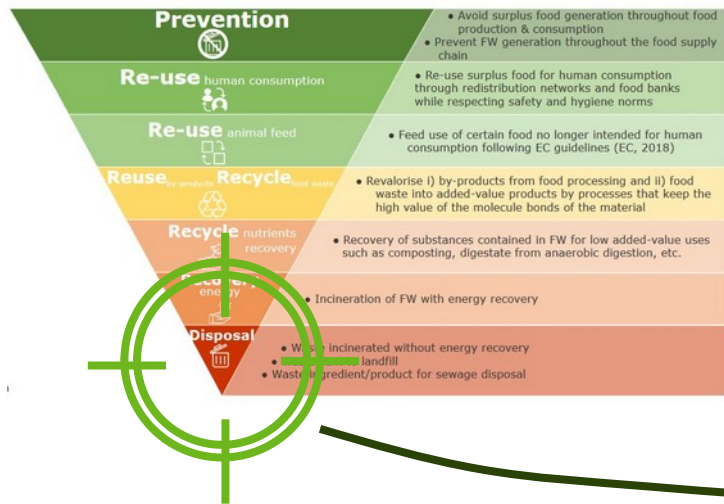 Prevention
• Avoid surplus food generation throughout food
production & consumption
• Prevent FW generation throughout the food supply
chain
Re-use human consumption
• Re-use surplus food for human consumption
through redistribution networks and food banks
while respecting safety and hygiene norms
Re-use animal feed
• Feed use of certain food no longer intended for human
consumption following EC guidelines (EC, 2018)
Reuse by-products Recycle food waste
• Revalorise i) by-products from food processing and ii) food
waste into added-value products by processes that keep the
high value of the molecule bonds of the material
Recycle nutrients
recovery
• Recovery of substances contained in FW for low added-value uses
such as composting, digestate from anaerobic digestion, etc.
Recovery
energy
• Incineration of FW with energy recovery
Disposal
• Waste incinerated without energy recovery
• landfill
• Waste ingredient/product for sewage disposal